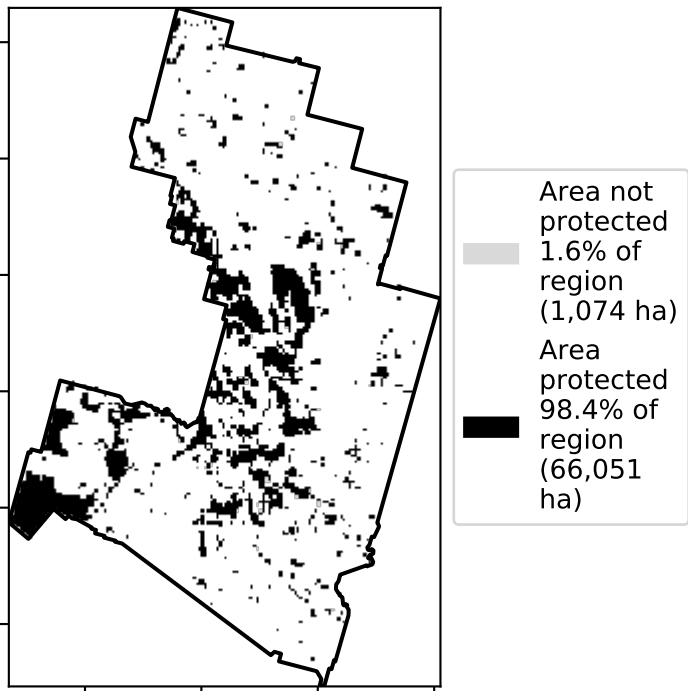 Area not
protected
1.6% of
region
(1,074 ha)
Area
protected
98.4% of
region
(66,051
ha)